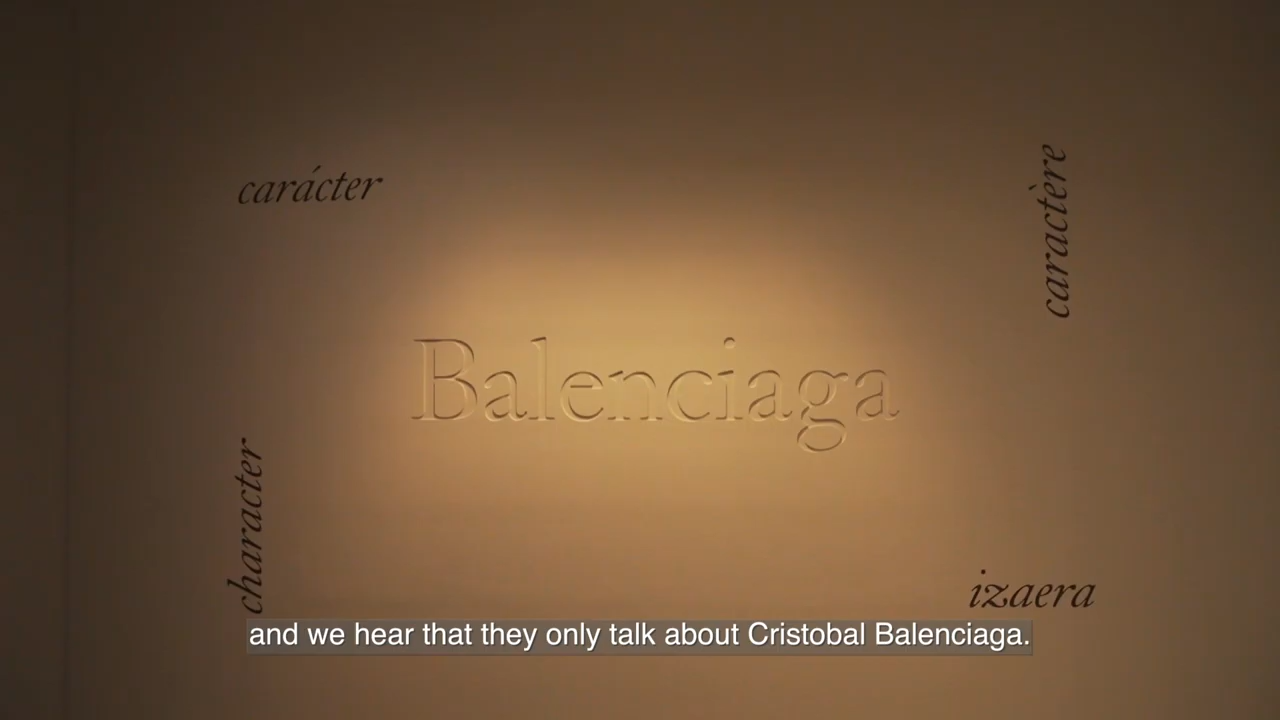 carácter
caractère
Balenciaga
character
izaera
and we hear that they only talk about Cristobal Balenciaga.